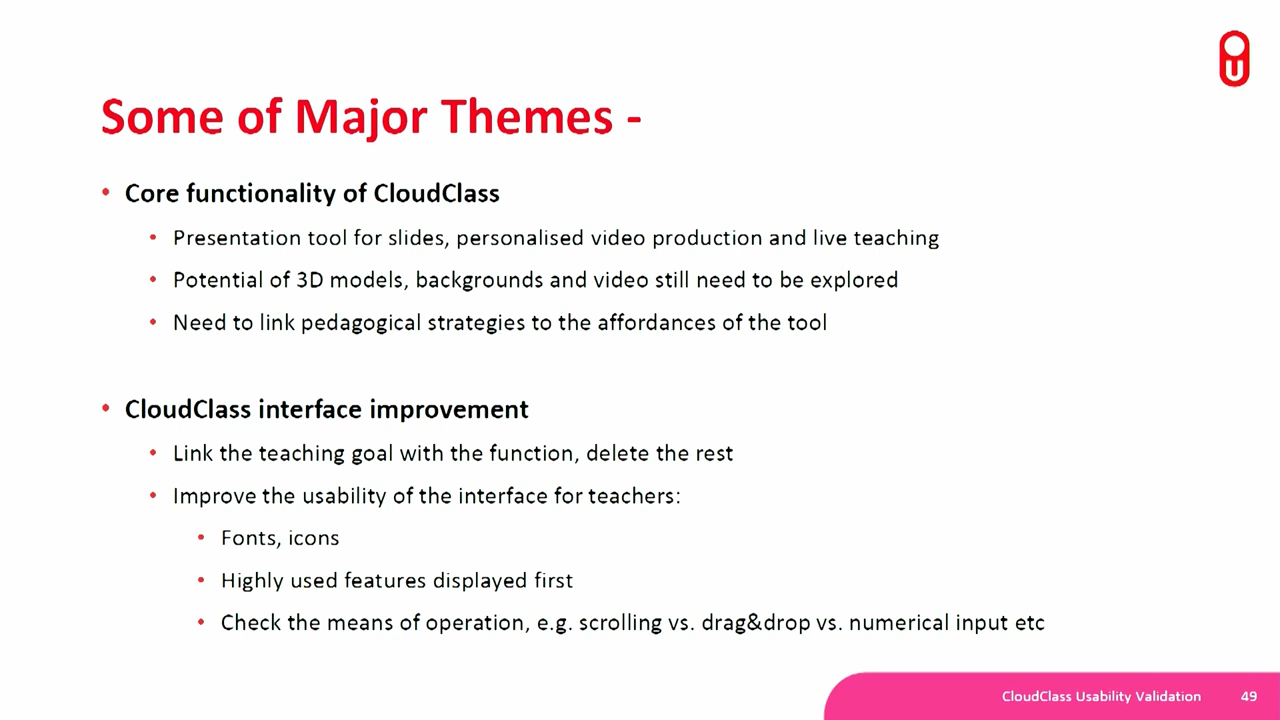 U
Some of Major Themes -
• Core functionality of CloudClass
• Presentation tool for slides, personalised video production and live teaching
• Potential of 3D models, backgrounds and video still need to be explored
• Need to link pedagogical strategies to the affordances of the tool
• CloudClass interface improvement
• Link the teaching goal with the function, delete the rest
• Improve the usability of the interface for teachers:
• Fonts, icons
• Highly used features displayed first
• Check the means of operation, e.g. scrolling vs. drag&drop vs. numerical input etc
CloudClass Usability Validation 49